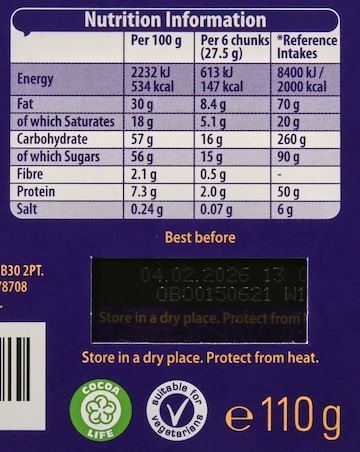 Nutrition Information
Per 100 g Per 6 chunks (27.5 g) *Reference Intakes
Energy 2232 kJ 534 kcal 613 kJ 147 kcal 8400 kJ / 2000 kcal
Fat 30 g 8.4 g 70 g
of which Saturates 18 g 5.1 g 20 g
Carbohydrate 57 g 16 g 260 g
of which Sugars 56 g 15 g 90 g
Fibre 2.1 g 0.5 g -
Protein 7.3 g 2.0 g 50 g
Salt 0.24 g 0.07 g 6 g
Best before
B30 2PT.
78708
04.02.2026 13
OB00150621 W1
Store in a dry place. Protect from
Store in a dry place. Protect from heat.
COCOA
LIFE
suitable for
vegetarians
e 110 g